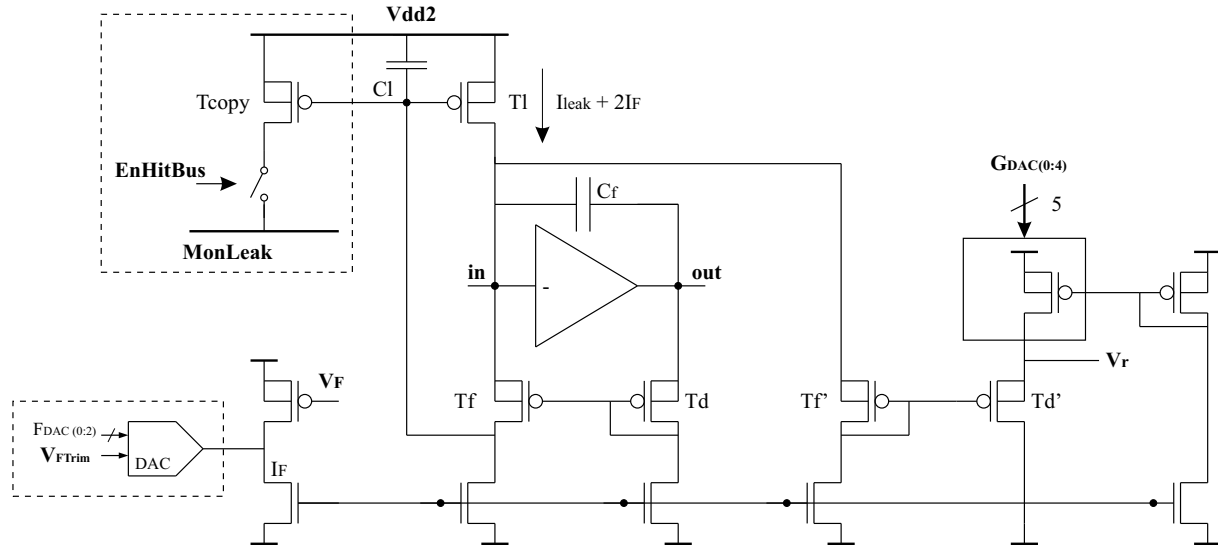 Vdd2
Tcopy
Cl
Tl
Ileak + 2IF
EnHitBus
MonLeak
GDAC(0:4)
5
Cf
in
-
out
Vr
VF
Tf
Td
Tf'
Td'
FDAC (0:2)
VFTrim
DAC
IF